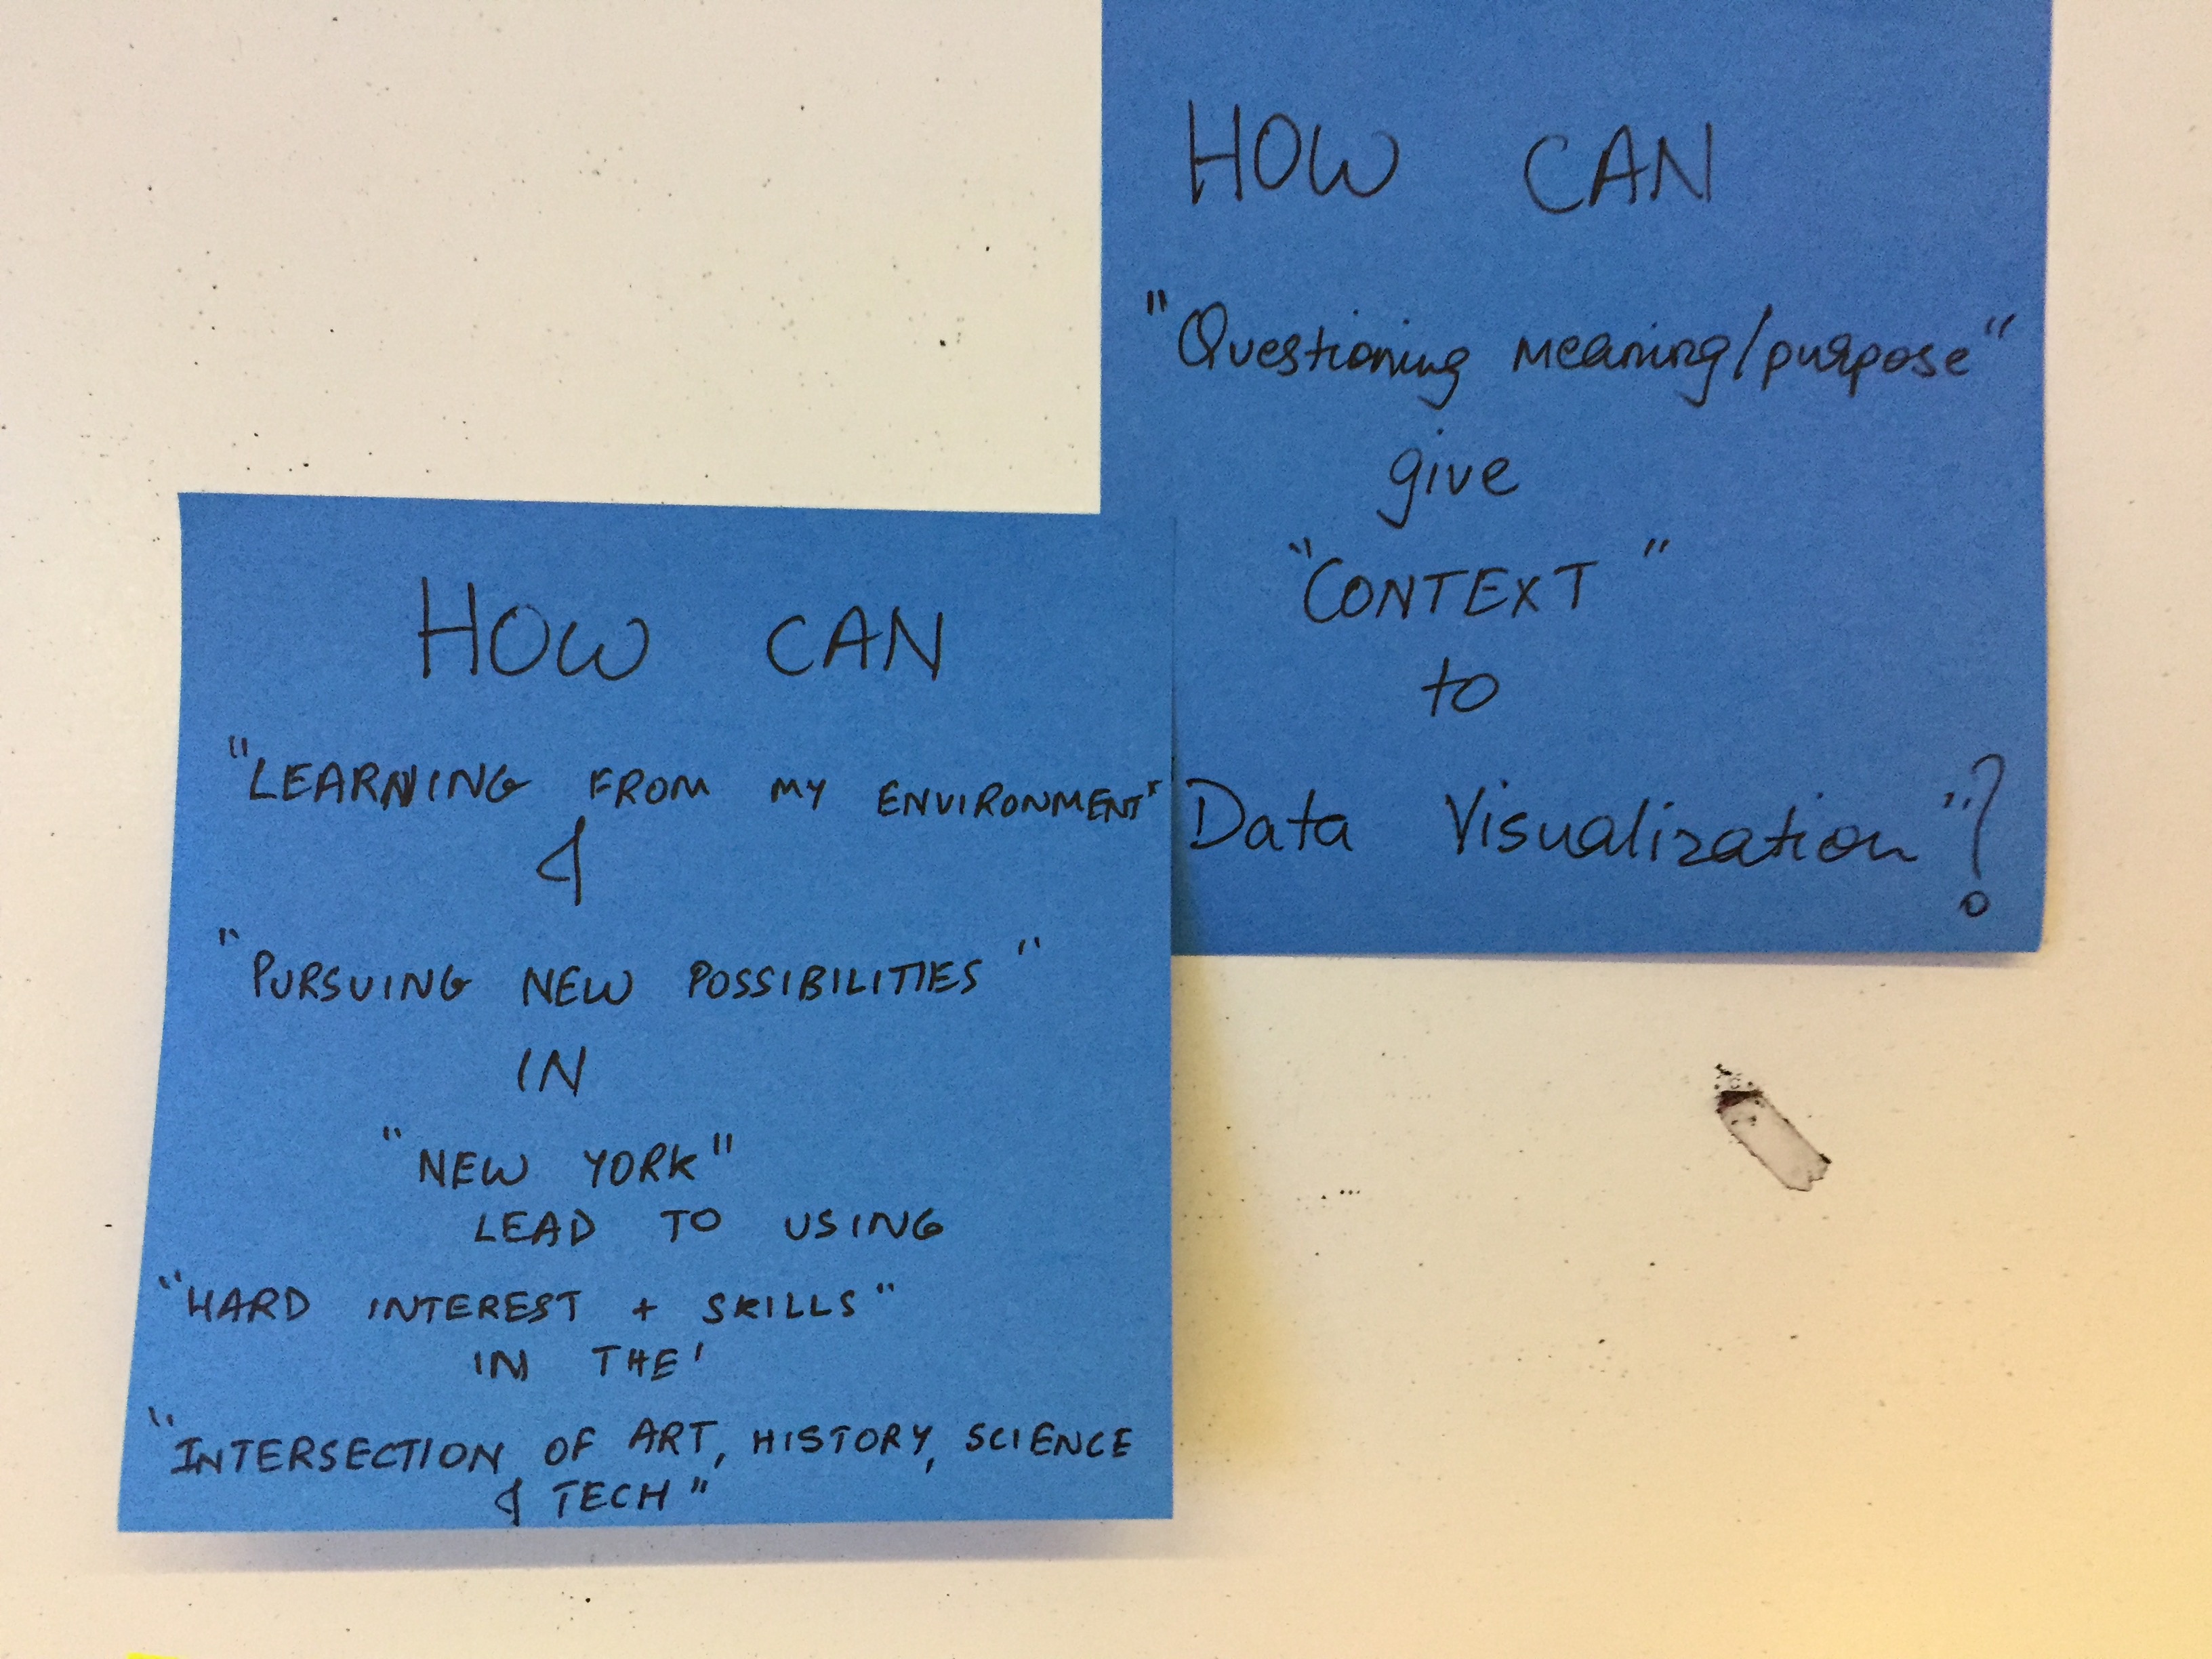 HOW CAN
"Questioning meaning/purpose"
give
"CONTEXT"
to
Data Visualization"?
HOW CAN
"LEARNING FROM MY ENVIRONMENT"
&
"PURSUING NEW POSSIBILITIES"
IN
"NEW YORK"
LEAD TO USING
"HARD INTEREST + SKILLS"
IN THE'
"INTERSECTION OF ART, HISTORY, SCIENCE
& TECH"